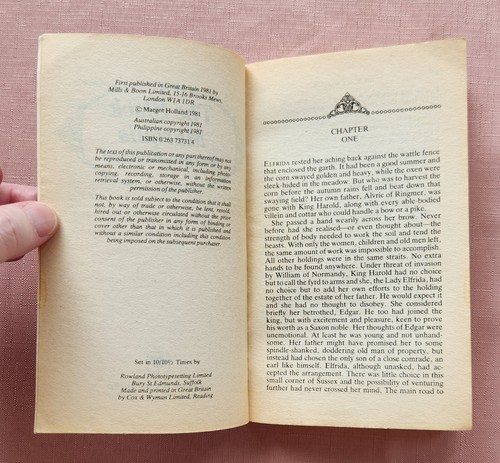 First published in Great Britain 1981 by
Mills & Boon Limited, 15-16 Brooks Mews,
London W1A 1DR
© Margot Holland 1981
Australian copyright 1981
Philippine copyright 1981
ISBN 0 263 73731 4
The text of this publication or any part thereof may not
be reproduced or transmitted in any form or by any
means, electronic or mechanical, including photo-
copying, recording, storage in an information
retrieval system, or otherwise, without the written
permission of the publisher.
This book is sold subject to the condition that it shall
not, by way of trade or otherwise, be lent, resold,
hired out or otherwise circulated without the prior
consent of the publisher in any form of binding or
cover other than that in which it is published and
without a similar condition including this condition
being imposed on the subsequent purchaser.
Set in 10/10½ Times by
Rowland Phototypesetting Limited
Bury St Edmunds, Suffolk
Made and printed in Great Britain by
Cox & Wyman Limited, Reading
CHAPTER
ONE
ELFRIDA rested her aching back against the wattle fence
that enclosed the garth. It had been a good summer and
the corn swayed golden and heavy, while the oxen were
sleek-hided in the meadow. But who was to harvest the
corn before the autumn rains fell and beat down that
swaying field? Her own father, Alvric of Ringmer, was
gone with King Harold, along with every able bodied
villein and cottar who could handle a bow or a pike.
She passed a hand wearily across her brow. Never
before had she realised—or even thought about—the
strength of body needed to work the soil and tend the
beasts. With only the women, children and old men left,
the same amount of work was impossible to accomplish.
All other holdings were in the same straits. No extra
hands to be found anywhere. Under threat of invasion
by William of Normandy, King Harold had no choice
but to call the fyrd to arms and she, the Lady Elfrida, had
no choice but to add her own efforts to the holding
together of the estate of her father. He would expect it
and she had no thought to disobey. She considered
briefly her betrothed, Edgar. He too had joined the
king, but with excitement and pleasure, keen to prove
his worth as a Saxon noble. Her thoughts of Edgar were
unemotional. At least he was young and not unhand-
some. Her father might have promised her to some
spindle-shanked, doddering old man of property, but
instead had chosen the only son of a close comrade, an
earl like himself. Elfrida, although unasked, had ac-
cepted the arrangement. There was little choice in this
small corner of Sussex and the possibility of venturing
further had never crossed her mind. The main road to